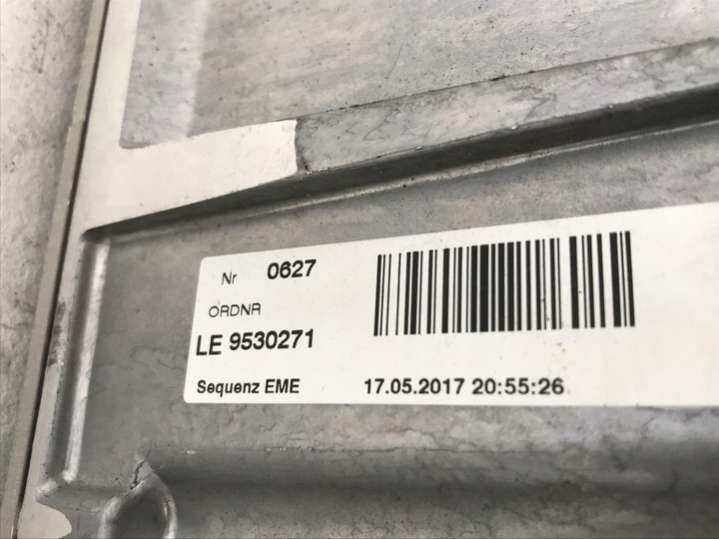 Nr 0627
ORDNR
LE 9530271
Sequenz EME 17.05.2017 20:55:26